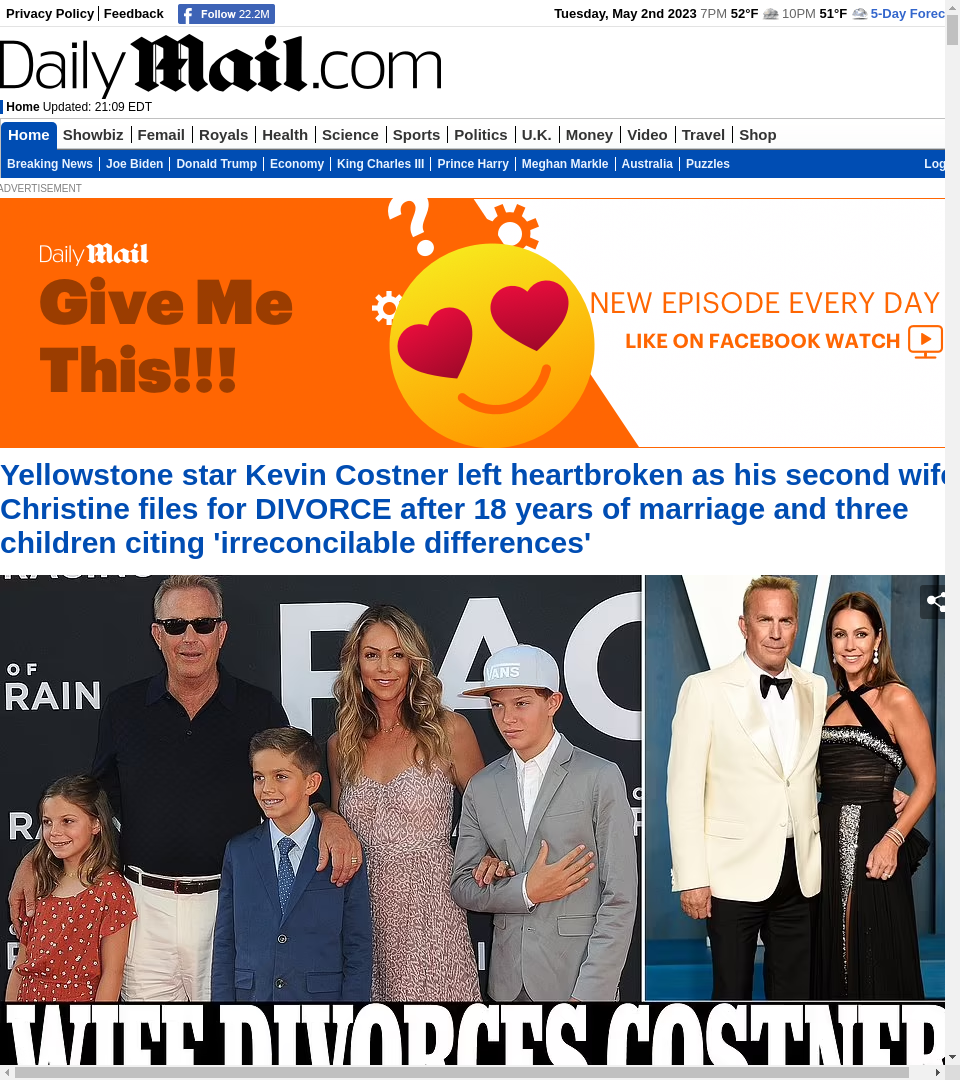 Privacy Policy Feedback Follow 22.2M Tuesday, May 2nd 2023 7PM 52°F 10PM 51°F 5-Day Forec
Daily Mail.com
Home Updated: 21:09 EDT
Home Showbiz Femail Royals Health Science Sports Politics U.K. Money Video Travel Shop
Breaking News Joe Biden Donald Trump Economy King Charles III Prince Harry Meghan Markle Australia Puzzles Log
ADVERTISEMENT
Daily Mail
Give Me
This!!!
?
NEW EPISODE EVERY DAY
LIKE ON FACEBOOK WATCH
Yellowstone star Kevin Costner left heartbroken as his second wife
Christine files for DIVORCE after 18 years of marriage and three
children citing 'irreconcilable differences'
OF
RAIN
RAC
VANS
WIFE DIVORCES COSTNER